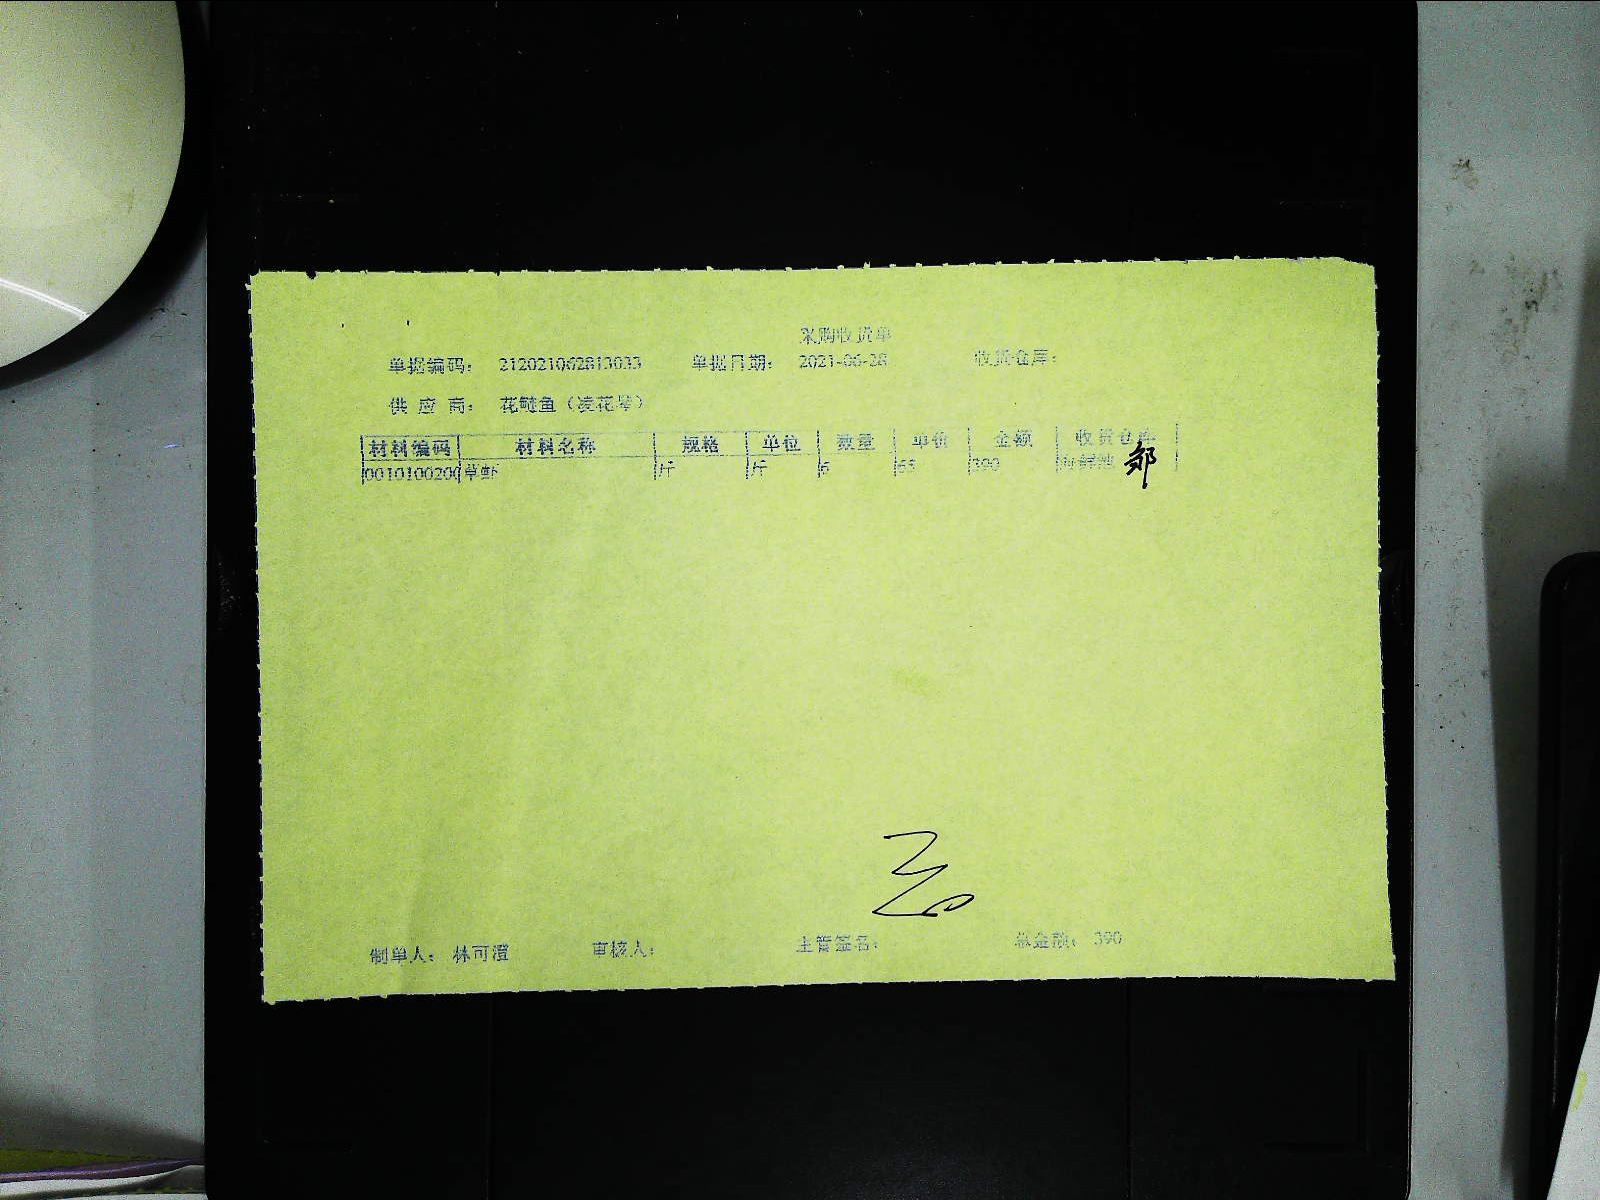 采购收货单
单据编码： 212021062813033 单据日期： 2021-06-28 收货仓库：
供 应 商： 花鲢鱼（凌花琴）
材料编码 材料名称 规格 单位 数量 单价 金额 收货仓库
0010100200 草虾 斤 斤 6 65 390 海鲜池 邹
制单人： 林可澄 审核人： 主管签名： 总金额： 390